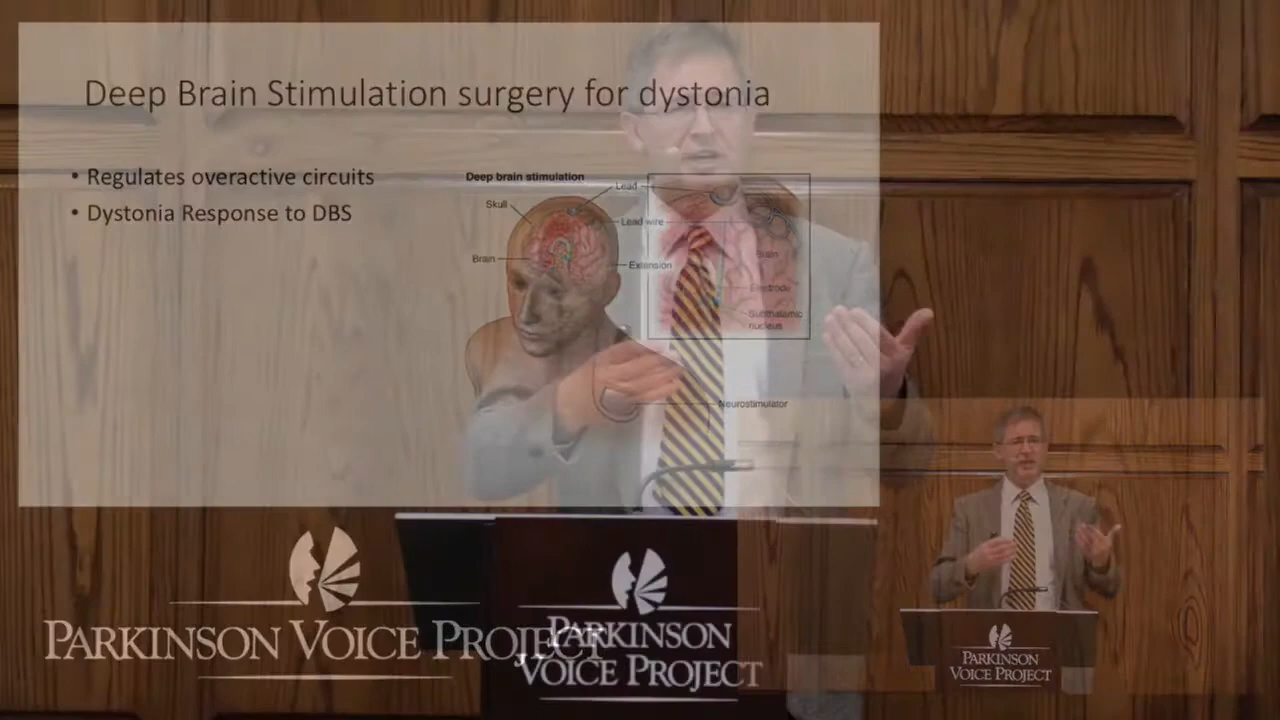 Deep Brain Stimulation surgery for dystonia
• Regulates overactive circuits
• Dystonia Response to DBS
Deep brain stimulation
Lead
Skull
Lead wire
Brain
Extension
Brain
Electrode
Subthalamic
nucleus
Neurostimulator
PARKINSON VOICE PROJECT
PARKINSON
VOICE PROJECT
PARKINSON
VOICE PROJECT